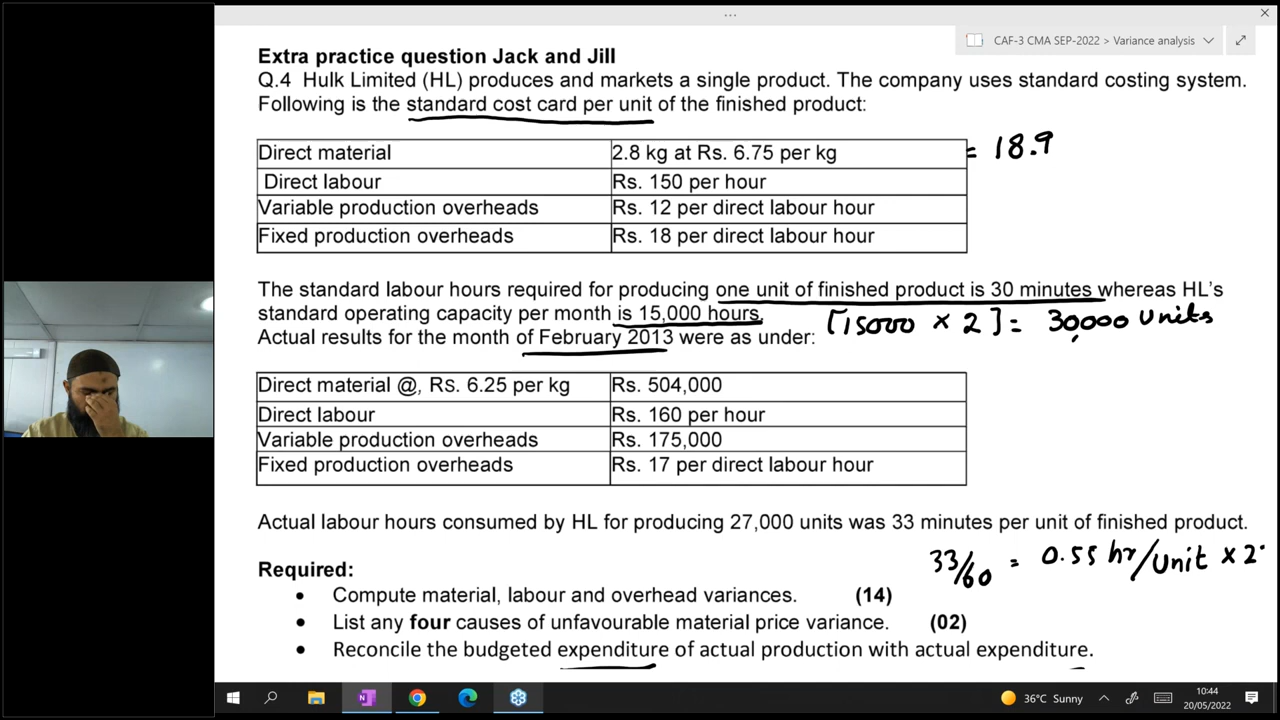 CAF-3 CMA SEP-2022 > Variance analysis
Extra practice question Jack and Jill
Q.4 Hulk Limited (HL) produces and markets a single product. The company uses standard costing system.
Following is the standard cost card per unit of the finished product:
Direct material 2.8 kg at Rs. 6.75 per kg = 18.9
Direct labour Rs. 150 per hour
Variable production overheads Rs. 12 per direct labour hour
Fixed production overheads Rs. 18 per direct labour hour
The standard labour hours required for producing one unit of finished product is 30 minutes whereas HL's
standard operating capacity per month is 15,000 hours. [15000 × 2] = 30,000 units
Actual results for the month of February 2013 were as under:
Direct material @, Rs. 6.25 per kg Rs. 504,000
Direct labour Rs. 160 per hour
Variable production overheads Rs. 175,000
Fixed production overheads Rs. 17 per direct labour hour
Actual labour hours consumed by HL for producing 27,000 units was 33 minutes per unit of finished product.
33/60 = 0.55 hr/unit × 2
Required:
• Compute material, labour and overhead variances. (14)
• List any four causes of unfavourable material price variance. (02)
• Reconcile the budgeted expenditure of actual production with actual expenditure.
36°C Sunny
10:44
20/05/2022